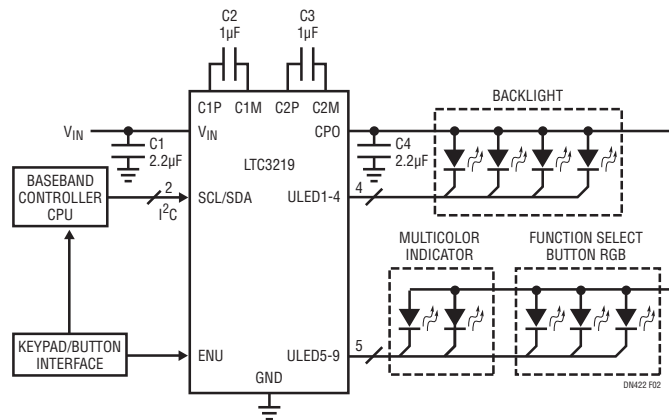 C2
1µF
C3
1µF
C1P C1M C2P C2M
BACKLIGHT
VIN
VIN
CPO
C1
2.2µF
LTC3219
C4
2.2µF
BASEBAND
CONTROLLER
CPU
2
I²C
SCL/SDA
ULED1-4
4
MULTICOLOR
INDICATOR
FUNCTION SELECT
BUTTON RGB
KEYPAD/BUTTON
INTERFACE
ENU
ULED5-9
5
GND
DN422 F02